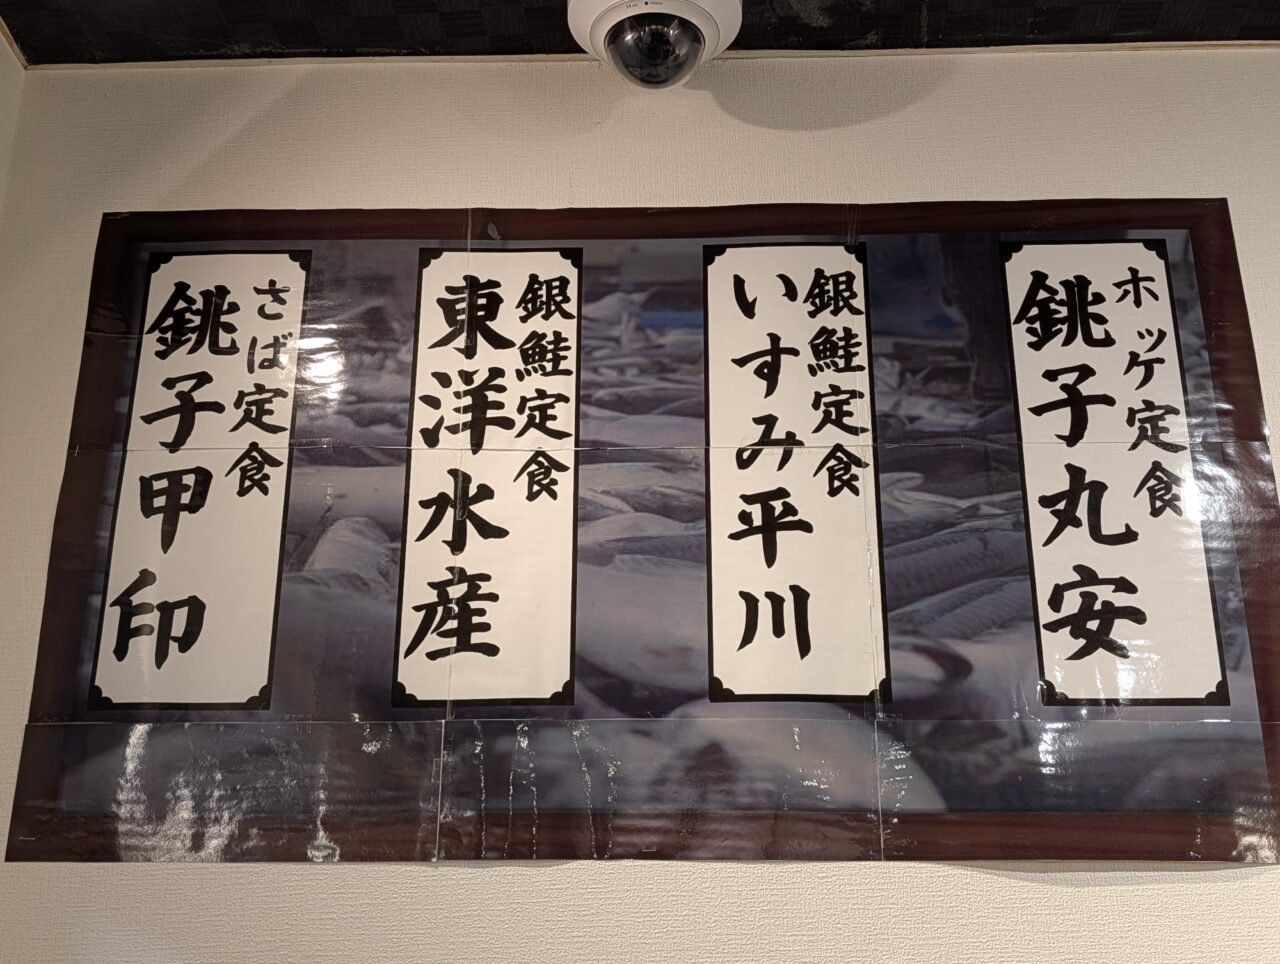 ホッケ定食
銚子丸安
銀鮭定食
いすみ平川
銀鮭定食
東洋水産
さば定食
銚子甲印